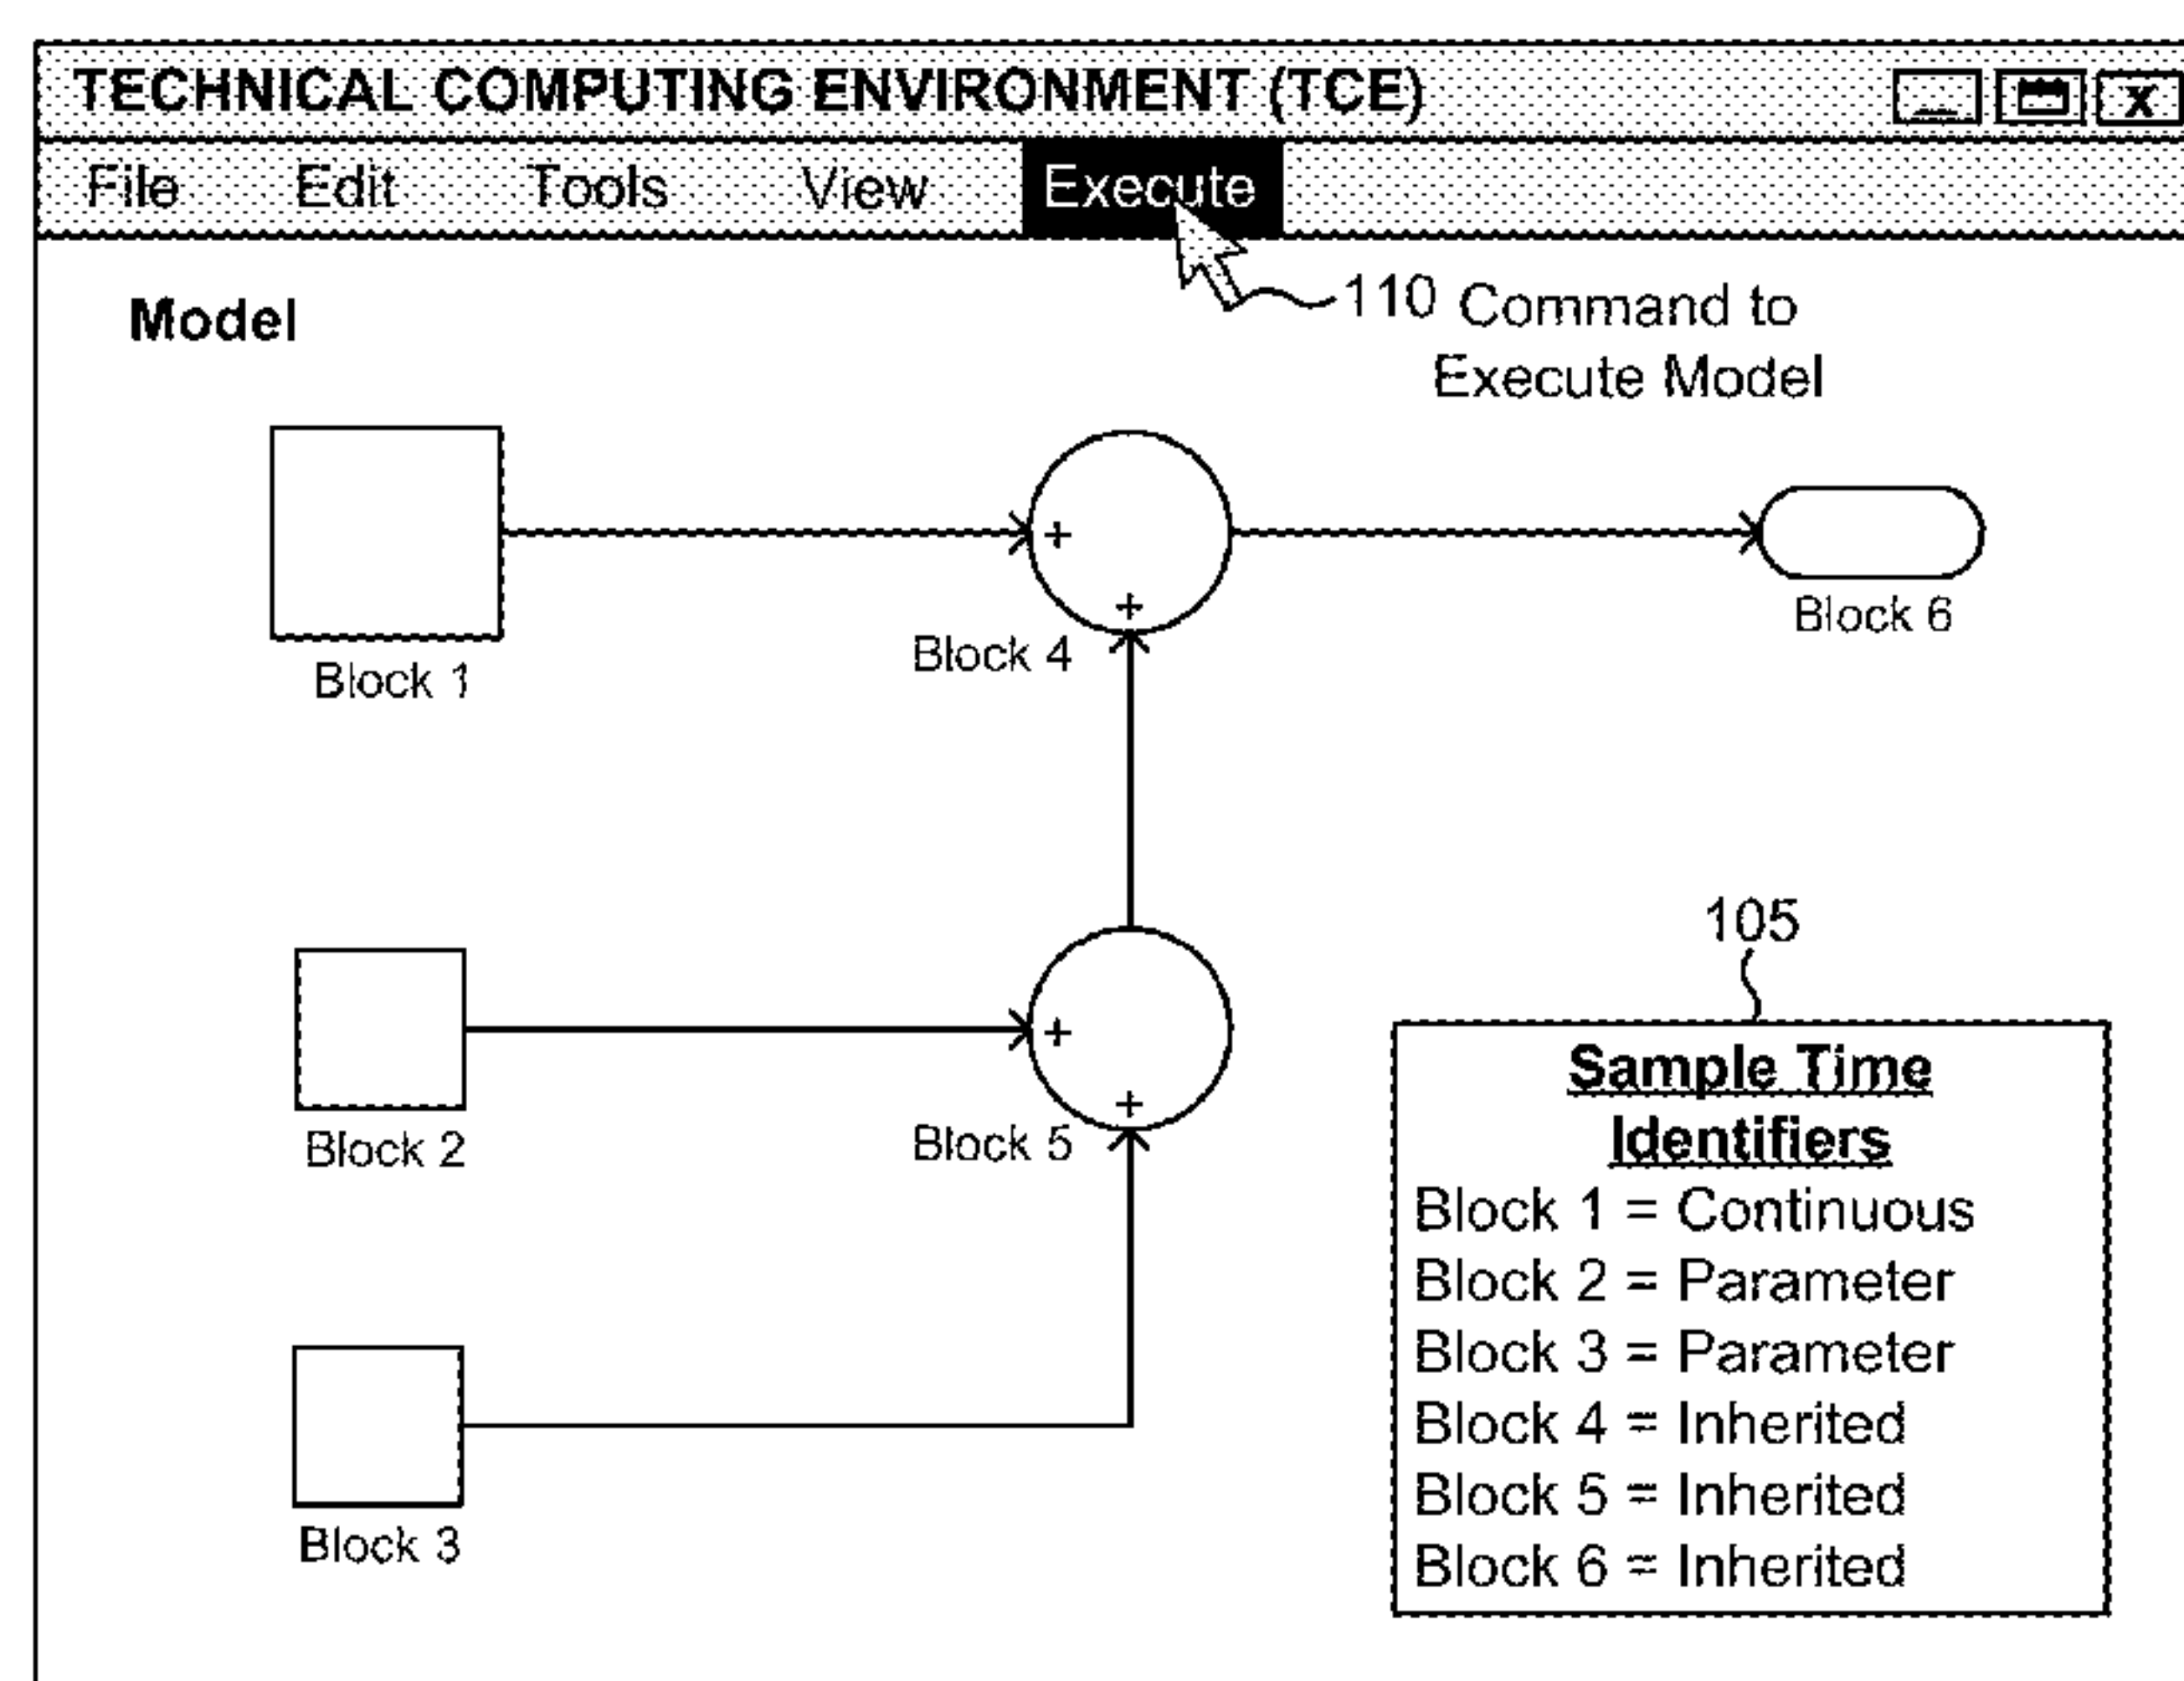 TECHNICAL COMPUTING ENVIRONMENT (TCE)
X
File Edit Tools View Execute
110 Command to
Execute Model
Model
+
+
Block 1
Block 4
Block 6
+
+
Block 2
Block 5
Block 3
105
Sample Time
Identifiers
Block 1 = Continuous
Block 2 = Parameter
Block 3 = Parameter
Block 4 = Inherited
Block 5 = Inherited
Block 6 = Inherited